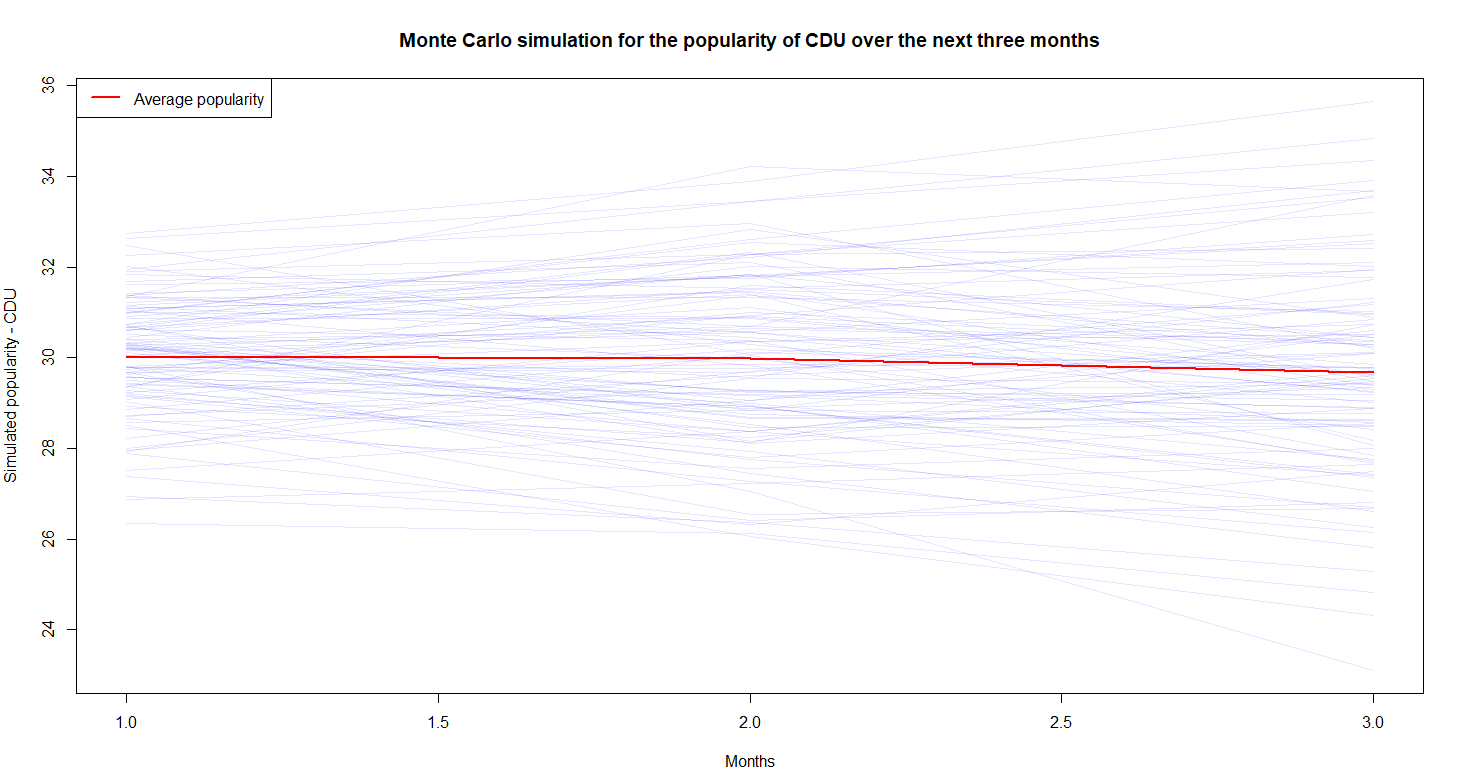 Monte Carlo simulation for the popularity of CDU over the next three months
Average popularity
Simulated popularity - CDU
36
34
32
30
28
26
24
1.0 1.5 2.0 2.5 3.0
Months